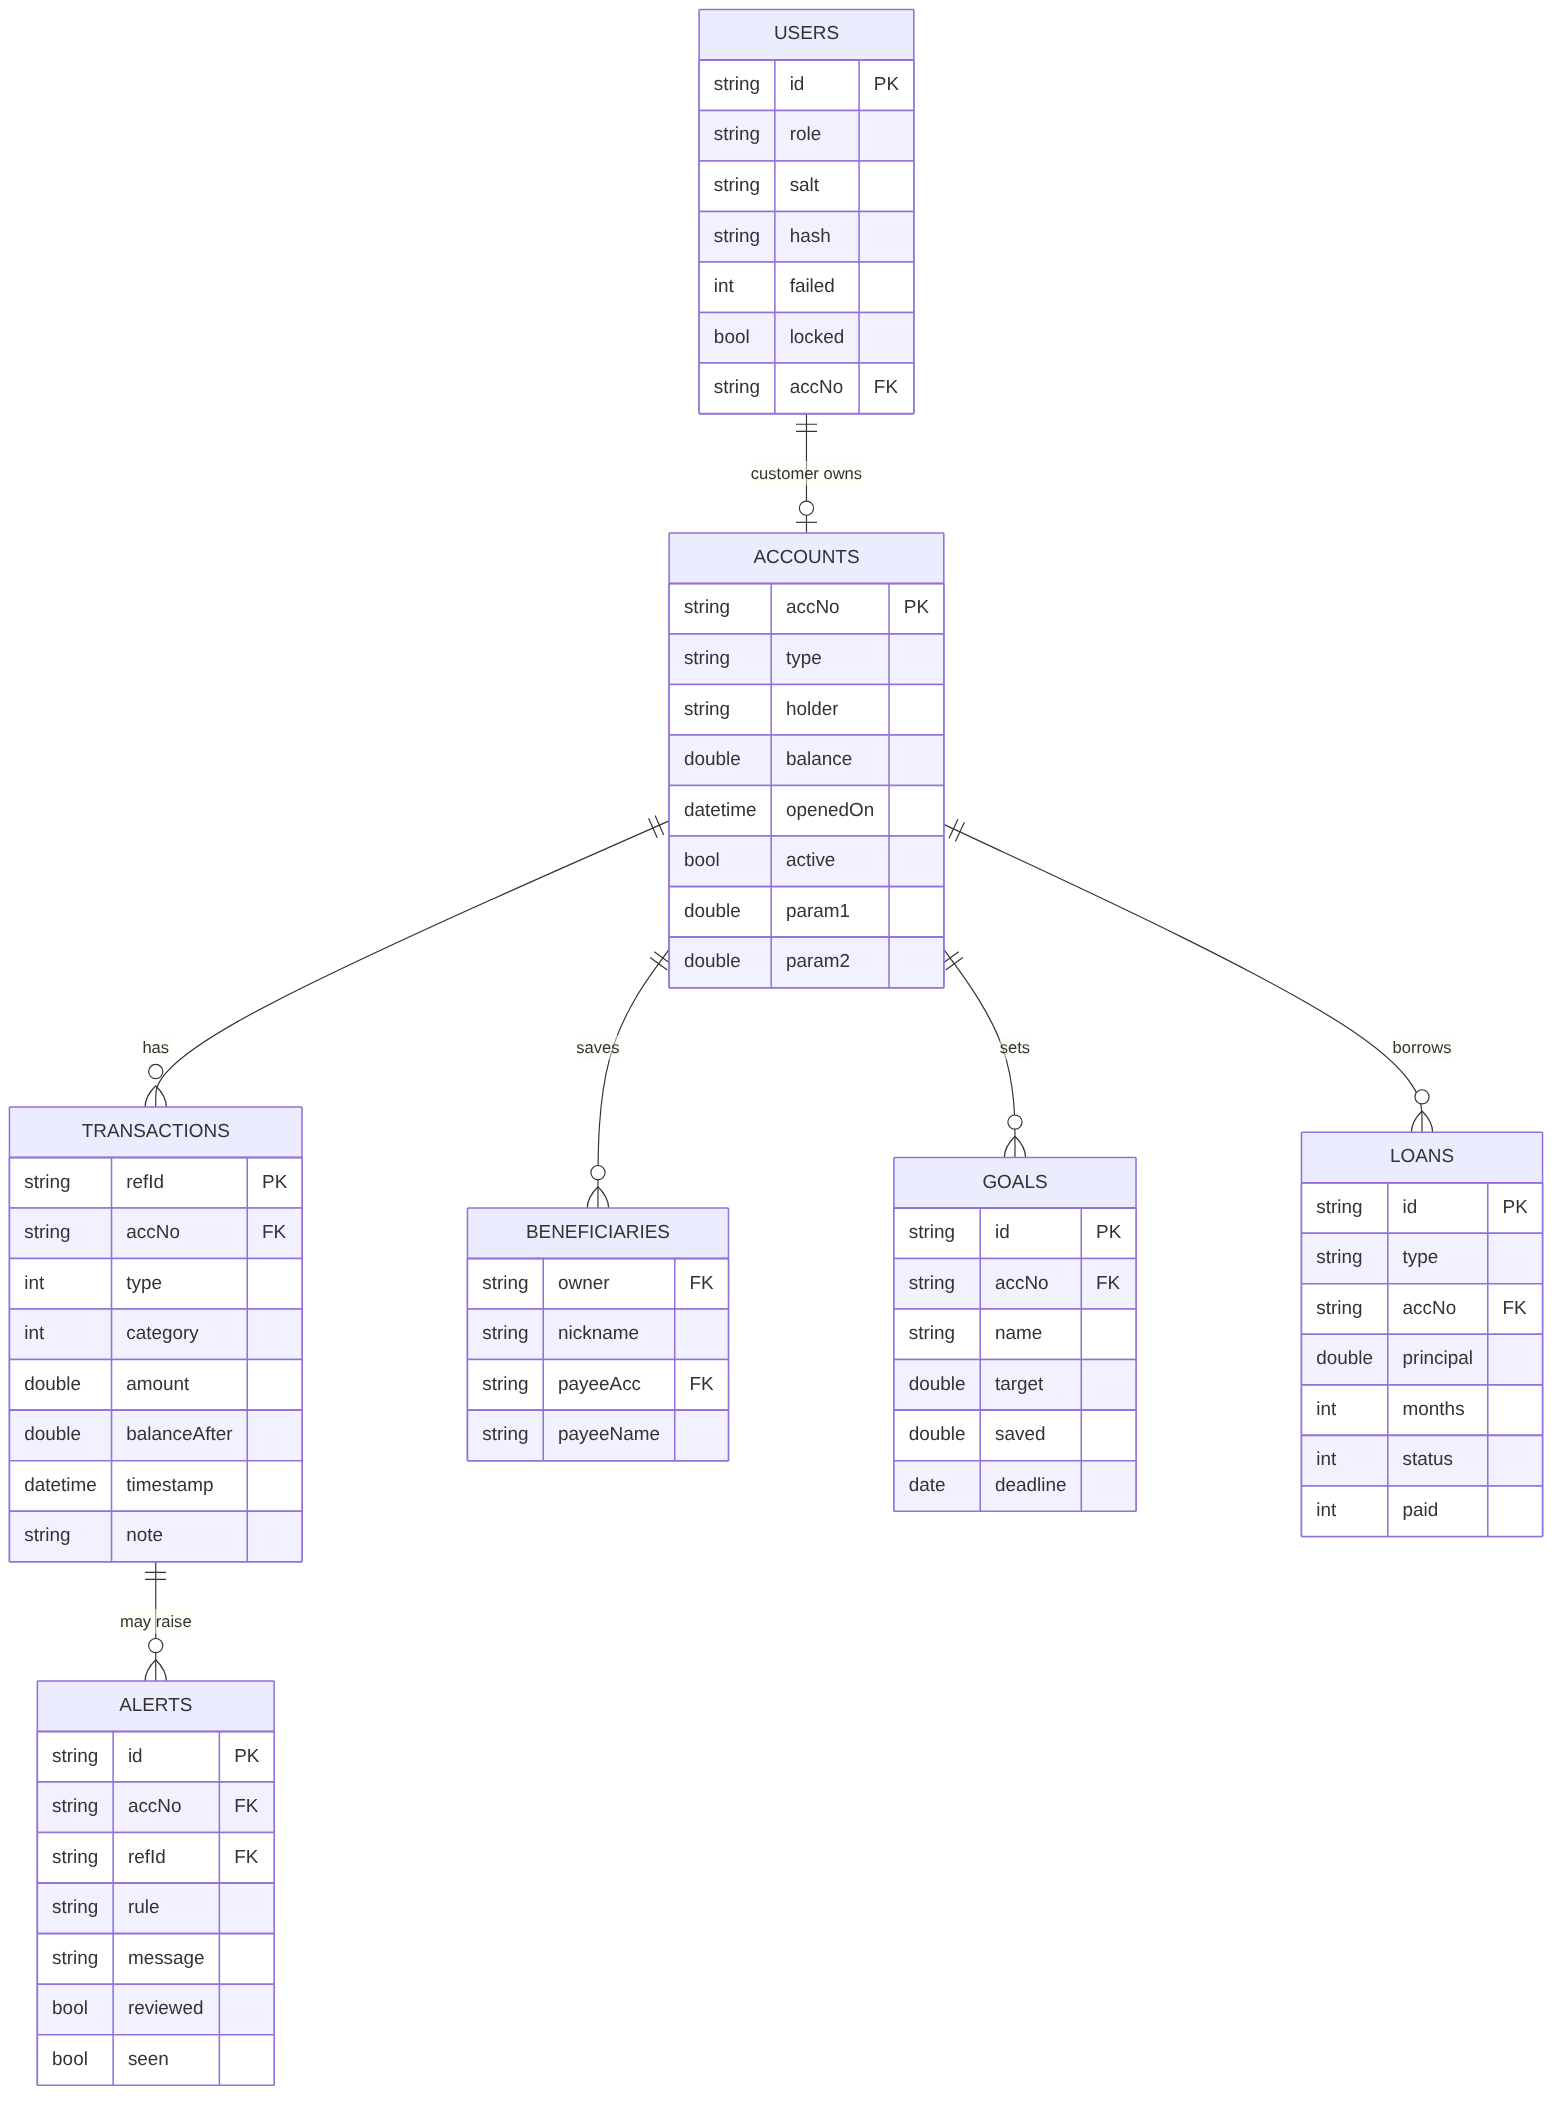 USERS
string id PK
string role
string salt
string hash
int failed
bool locked
string accNo FK
customer owns
ACCOUNTS
string accNo PK
string type
string holder
double balance
datetime openedOn
bool active
double param1
double param2
has
saves
sets
borrows
TRANSACTIONS
string refId PK
string accNo FK
int type
int category
double amount
double balanceAfter
datetime timestamp
string note
BENEFICIARIES
string owner FK
string nickname
string payeeAcc FK
string payeeName
GOALS
string id PK
string accNo FK
string name
double target
double saved
date deadline
LOANS
string id PK
string type
string accNo FK
double principal
int months
int status
int paid
may raise
ALERTS
string id PK
string accNo FK
string refId FK
string rule
string message
bool reviewed
bool seen